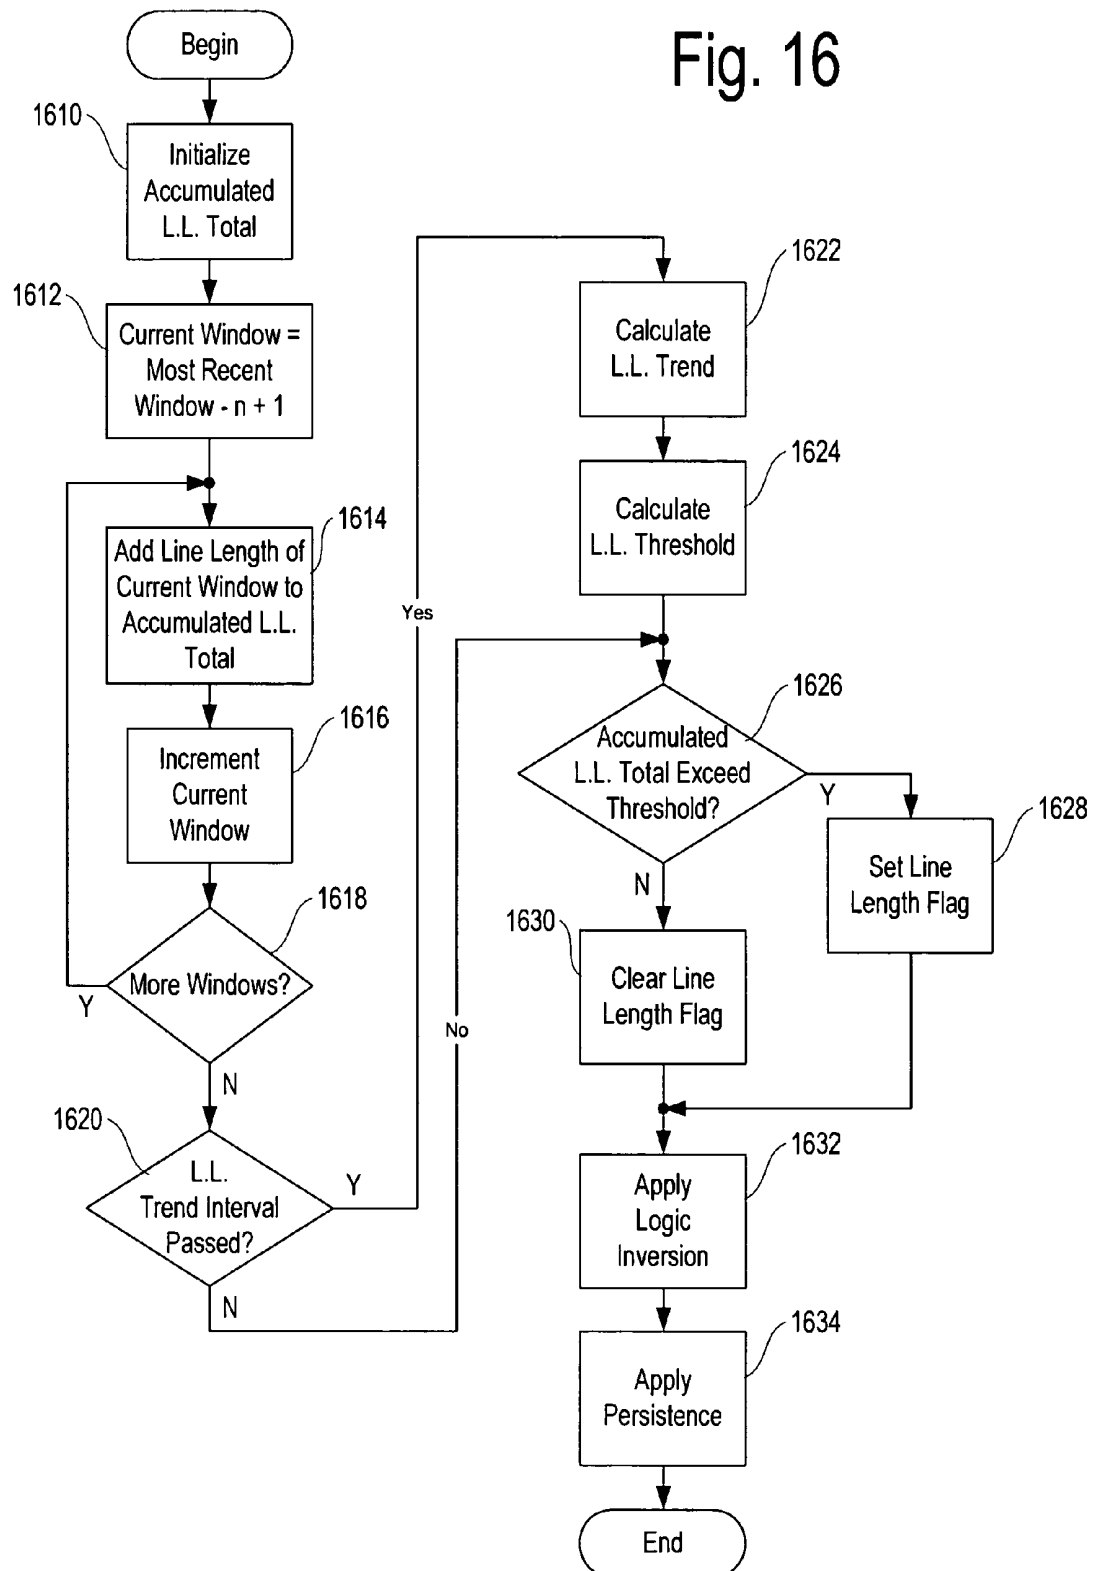 Fig. 16
Begin
1610
Initialize
Accumulated
L.L. Total
1612
Current Window =
Most Recent
Window - n + 1
1614
Add Line Length of
Current Window to
Accumulated L.L.
Total
1616
Increment
Current
Window
1618
More Windows?
Y
N
1620
L.L.
Trend Interval
Passed?
Y
N
Yes
No
1622
Calculate
L.L. Trend
1624
Calculate
L.L. Threshold
1626
Accumulated
L.L. Total Exceed
Threshold?
Y
N
1628
Set Line
Length Flag
1630
Clear Line
Length Flag
1632
Apply
Logic
Inversion
1634
Apply
Persistence
End